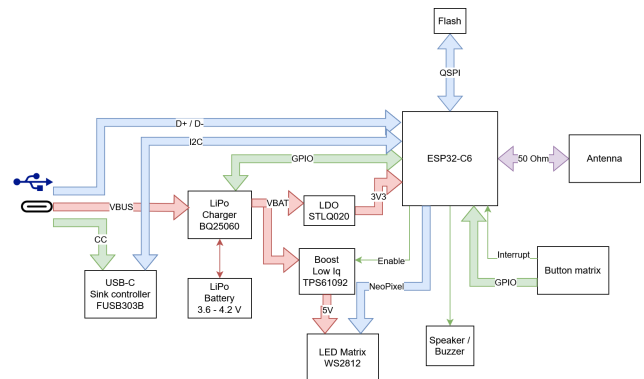 Flash
QSPI
D+ / D-
I2C
GPIO
ESP32-C6
50 Ohm
Antenna
VBUS
LiPo
Charger
BQ25060
VBAT
LDO
STLQ020
3V3
CC
USB-C
Sink controller
FUSB303B
LiPo
Battery
3.6 - 4.2 V
Boost
Low Iq
TPS61092
Enable
Interrupt
Button matrix
GPIO
NeoPixel
5V
LED Matrix
WS2812
Speaker /
Buzzer